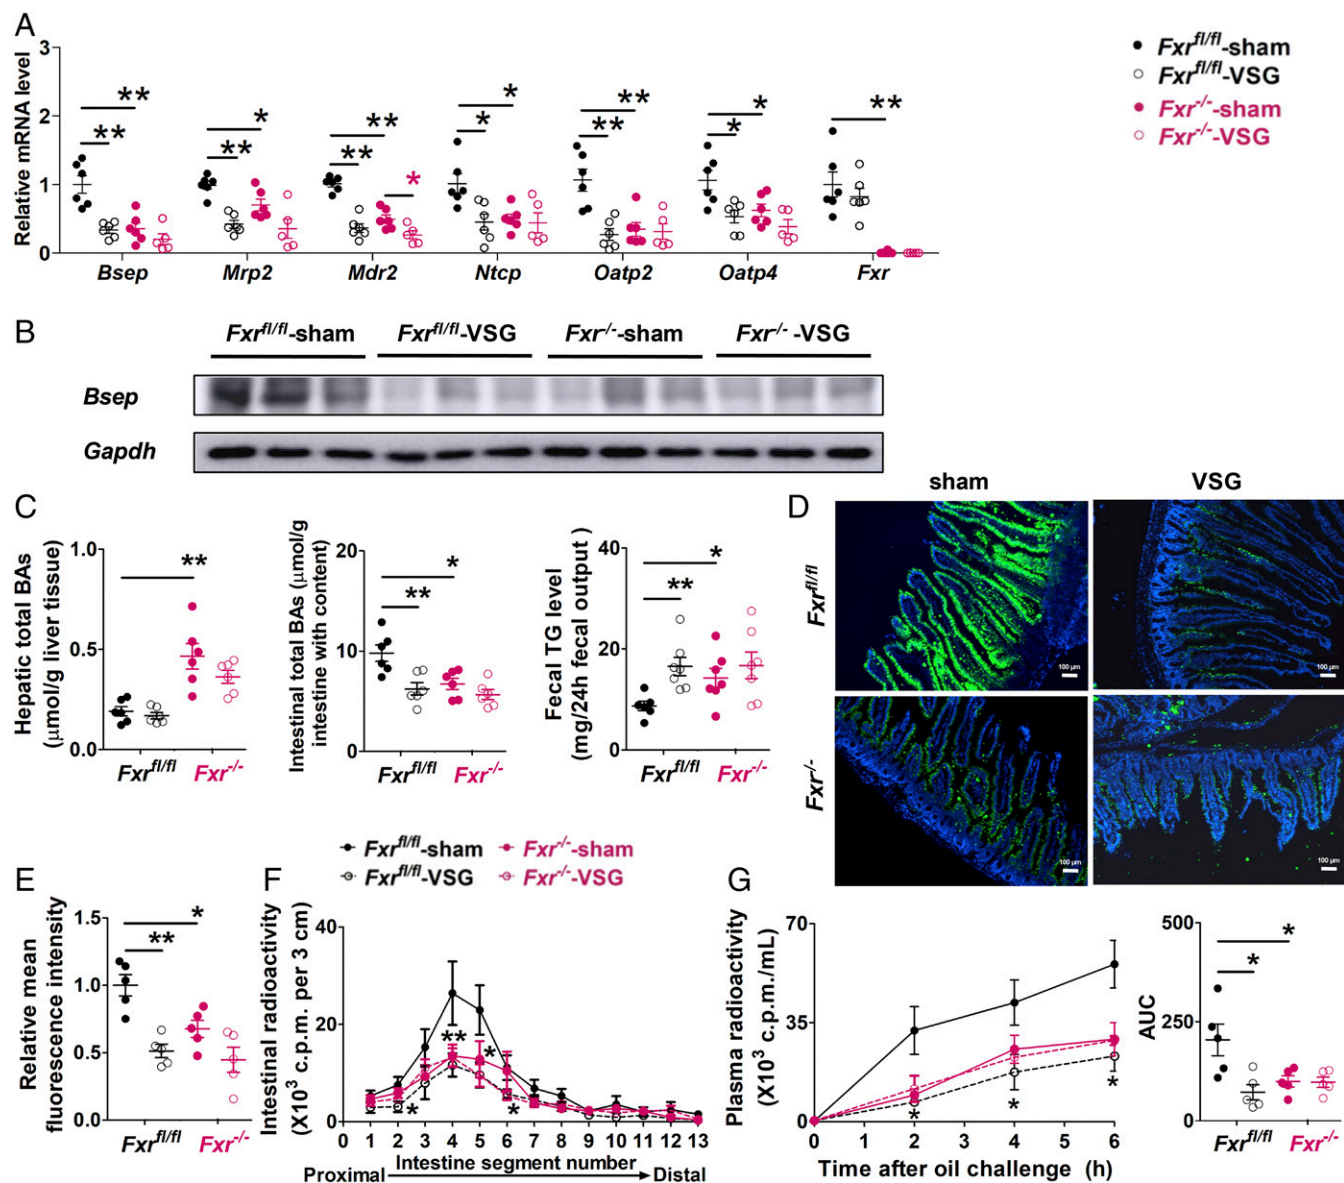 A
Relative mRNA level
3
2
1
0
** ** ** * ** ** * * * ** ** * * **
Bsep Mrp2 Mdr2 Ntcp Oatp2 Oatp4 Fxr
Fxrfl/fl-sham
Fxrfl/fl-VSG
Fxr-/--sham
Fxr-/--VSG
B
Fxrfl/fl-sham Fxrfl/fl-VSG Fxr-/--sham Fxr-/- -VSG
Bsep
Gapdh
C
Hepatic total BAs
(μmol/g liver tissue)
1.0
0.5
0.0
**
Fxrfl/fl Fxr-/-
Intestinal total BAs (μmol/g
intestine with content)
20
10
0
*
**
Fxrfl/fl Fxr-/-
Fecal TG level
(mg/24h fecal output)
40
20
0
*
**
Fxrfl/fl Fxr-/-
D
sham VSG
Fxrfl/fl
100 μm
100 μm
Fxr-/-
100 μm
100 μm
E
Relative mean
fluorescence intensity
1.5
1.0
0.5
0.0
*
**
Fxrfl/fl Fxr-/-
Fxrfl/fl-sham Fxr-/--sham
Fxrfl/fl-VSG Fxr-/--VSG
F
Intestinal radioactivity
(X10³ c.p.m. per 3 cm)
40
20
0
** * * *
0 1 2 3 4 5 6 7 8 9 10 11 12 13
Proximal Intestine segment number Distal
G
Plasma radioactivity
(X10³ c.p.m./mL)
70
35
0
* * *
0 2 4 6
Time after oil challenge (h)
AUC
500
250
0
*
*
Fxrfl/fl Fxr-/-